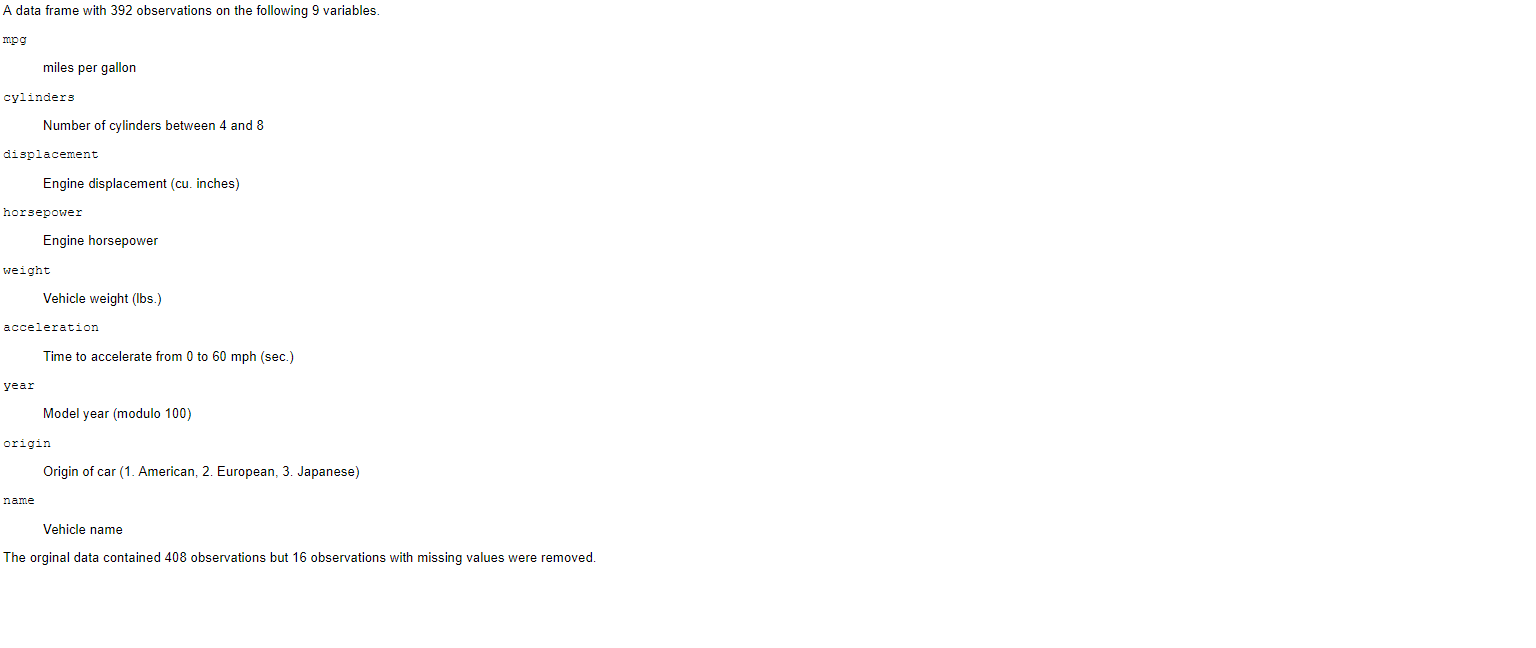 A data frame with 392 observations on the following 9 variables.
mpg
miles per gallon
cylinders
Number of cylinders between 4 and 8
displacement
Engine displacement (cu. inches)
horsepower
Engine horsepower
weight
Vehicle weight (lbs.)
acceleration
Time to accelerate from 0 to 60 mph (sec.)
year
Model year (modulo 100)
origin
Origin of car (1. American, 2. European, 3. Japanese)
name
Vehicle name
The orginal data contained 408 observations but 16 observations with missing values were removed.